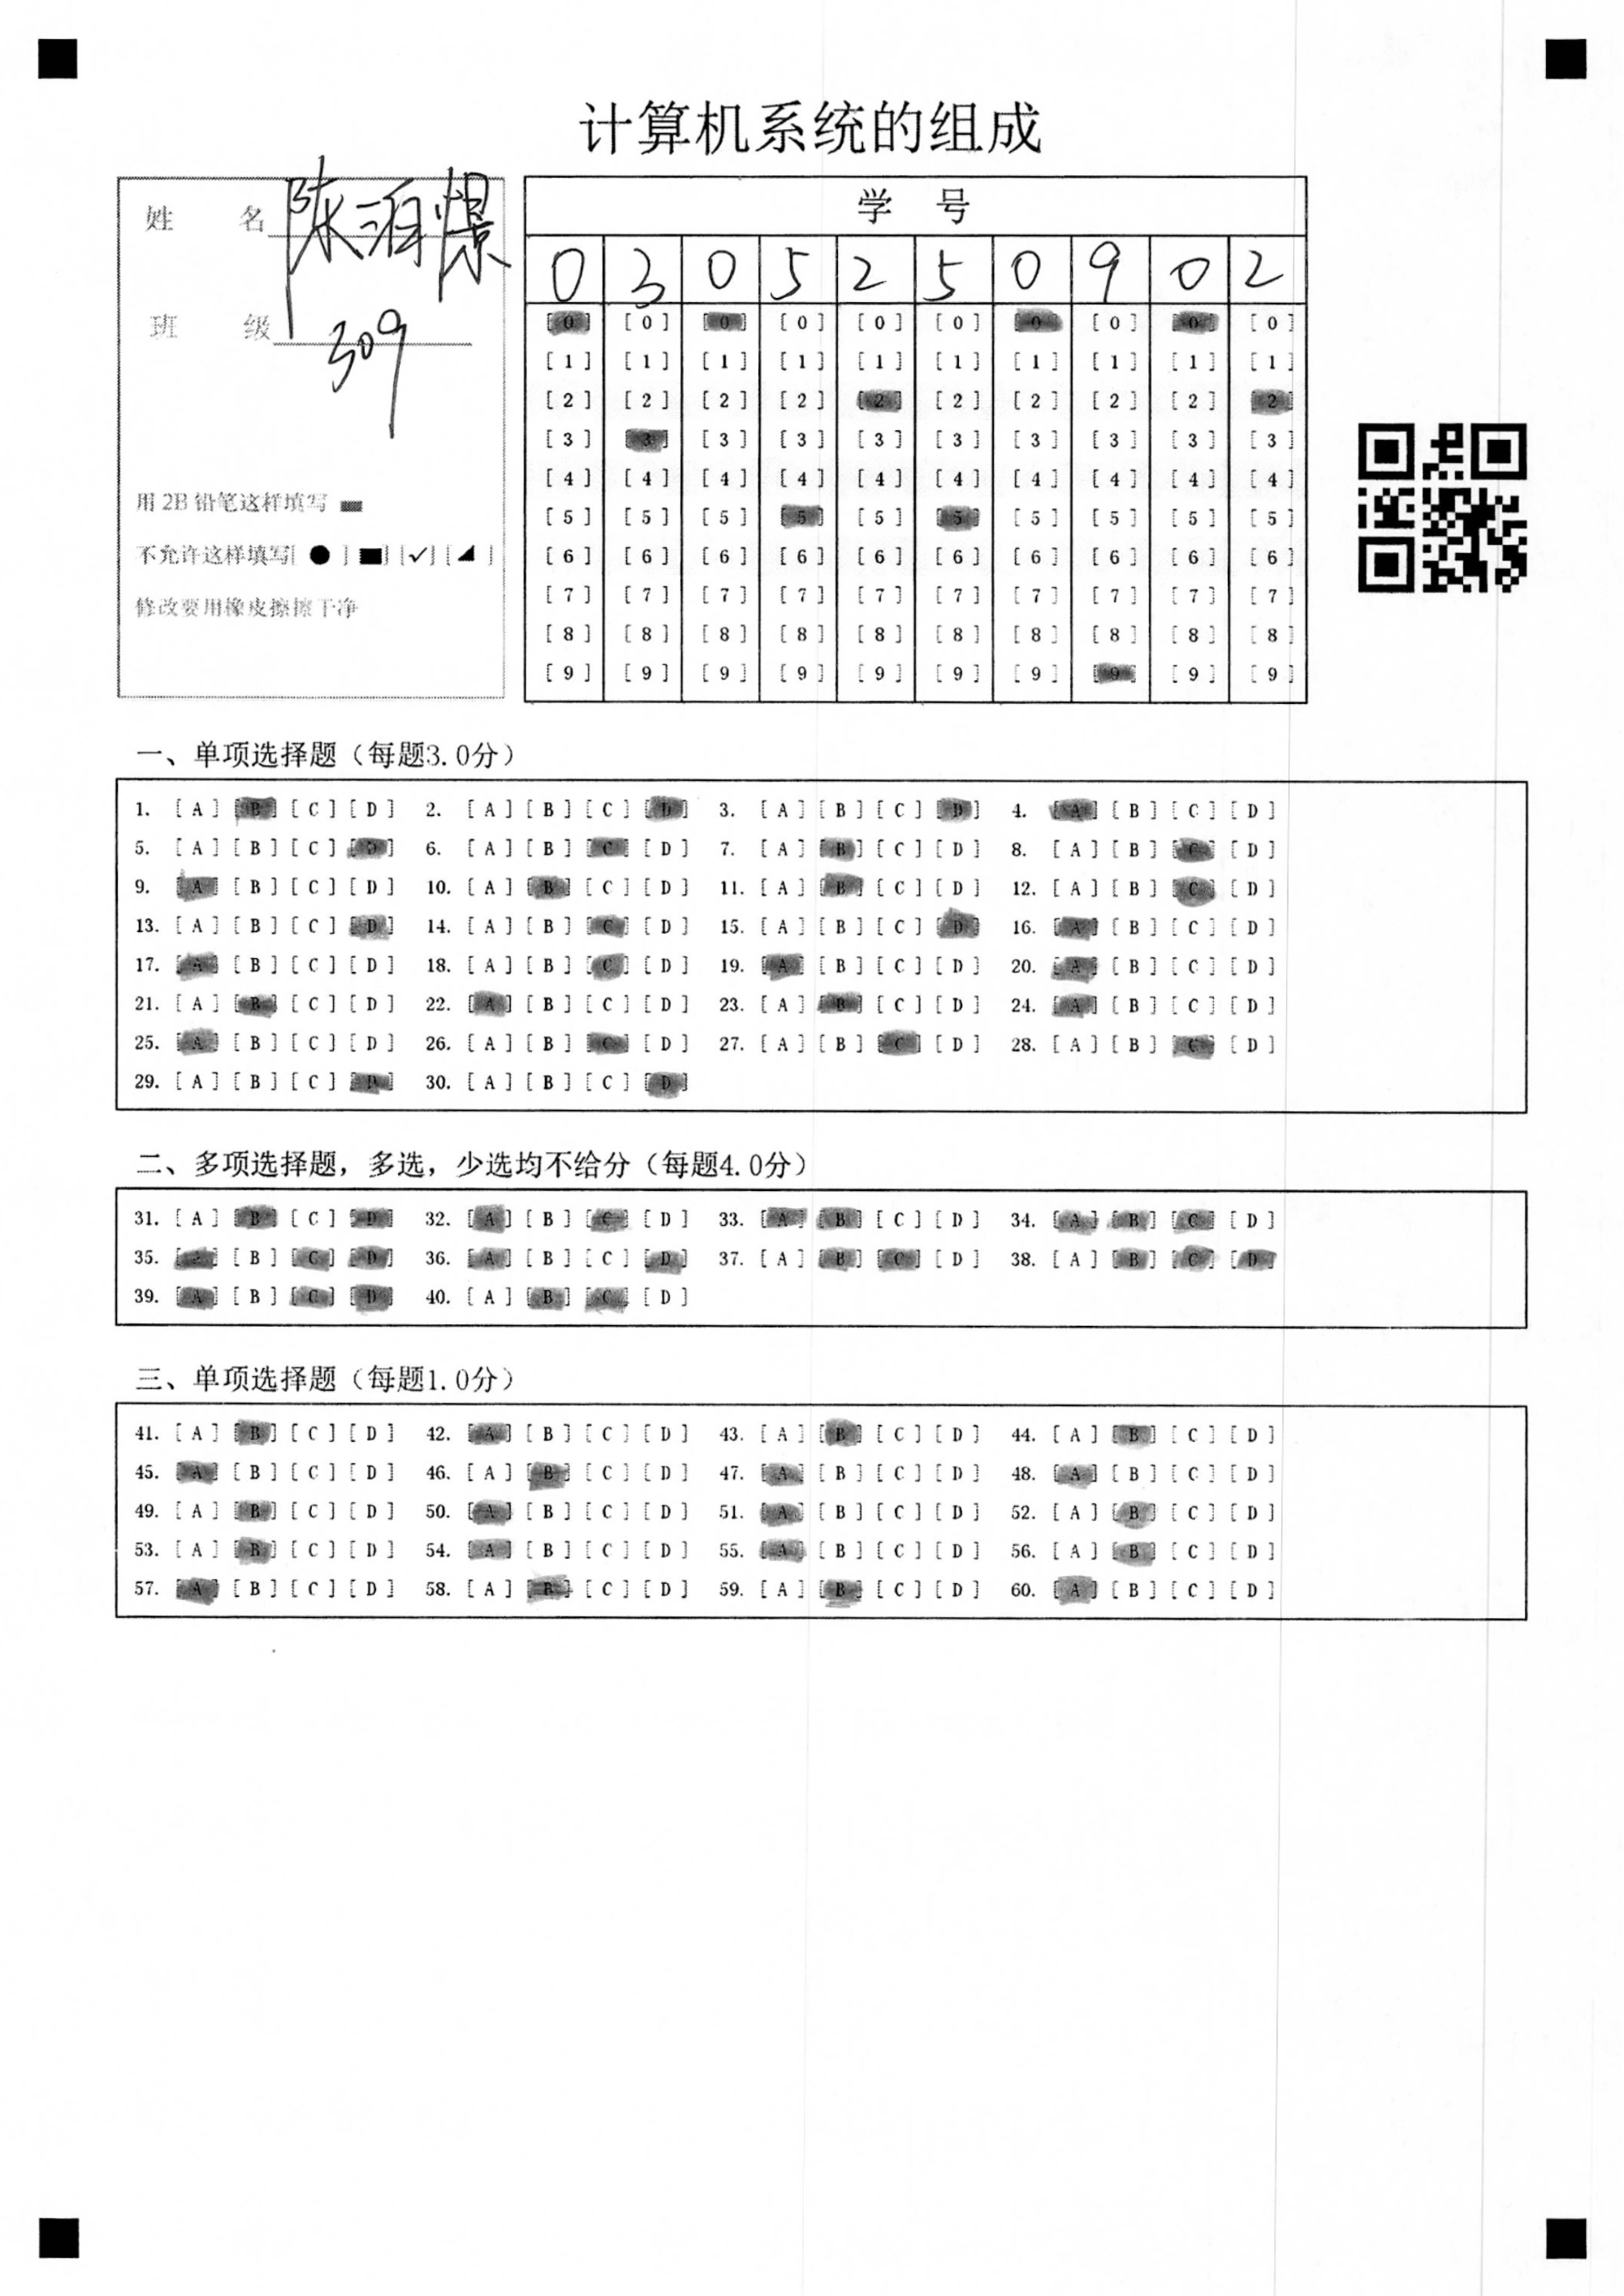 计算机系统的组成
姓 名 陈泊憬
班 级 309
用 2B 铅笔这样填写
不允许这样填写[ ● ] [■] [✓] [◢ ]
修改要用橡皮擦擦干净
学 号
0 3 0 5 2 5 0 9 0 2
[0] [0] [0] [0] [0] [0] [0] [0] [0] [0]
[1] [1] [1] [1] [1] [1] [1] [1] [1] [1]
[2] [2] [2] [2] [2] [2] [2] [2] [2] [2]
[3] [3] [3] [3] [3] [3] [3] [3] [3] [3]
[4] [4] [4] [4] [4] [4] [4] [4] [4] [4]
[5] [5] [5] [5] [5] [5] [5] [5] [5] [5]
[6] [6] [6] [6] [6] [6] [6] [6] [6] [6]
[7] [7] [7] [7] [7] [7] [7] [7] [7] [7]
[8] [8] [8] [8] [8] [8] [8] [8] [8] [8]
[9] [9] [9] [9] [9] [9] [9] [9] [9] [9]
一、单项选择题（每题3.0分）
1. [A] [B] [C] [D] 2. [A] [B] [C] [D] 3. [A] [B] [C] [D] 4. [A] [B] [C] [D]
5. [A] [B] [C] [D] 6. [A] [B] [C] [D] 7. [A] [B] [C] [D] 8. [A] [B] [C] [D]
9. [A] [B] [C] [D] 10. [A] [B] [C] [D] 11. [A] [B] [C] [D] 12. [A] [B] [C] [D]
13. [A] [B] [C] [D] 14. [A] [B] [C] [D] 15. [A] [B] [C] [D] 16. [A] [B] [C] [D]
17. [A] [B] [C] [D] 18. [A] [B] [C] [D] 19. [A] [B] [C] [D] 20. [A] [B] [C] [D]
21. [A] [B] [C] [D] 22. [A] [B] [C] [D] 23. [A] [B] [C] [D] 24. [A] [B] [C] [D]
25. [A] [B] [C] [D] 26. [A] [B] [C] [D] 27. [A] [B] [C] [D] 28. [A] [B] [C] [D]
29. [A] [B] [C] [D] 30. [A] [B] [C] [D]
二、多项选择题，多选，少选均不给分（每题4.0分）
31. [A] [B] [C] [D] 32. [A] [B] [C] [D] 33. [A] [B] [C] [D] 34. [A] [B] [C] [D]
35. [A] [B] [C] [D] 36. [A] [B] [C] [D] 37. [A] [B] [C] [D] 38. [A] [B] [C] [D]
39. [A] [B] [C] [D] 40. [A] [B] [C] [D]
三、单项选择题（每题1.0分）
41. [A] [B] [C] [D] 42. [A] [B] [C] [D] 43. [A] [B] [C] [D] 44. [A] [B] [C] [D]
45. [A] [B] [C] [D] 46. [A] [B] [C] [D] 47. [A] [B] [C] [D] 48. [A] [B] [C] [D]
49. [A] [B] [C] [D] 50. [A] [B] [C] [D] 51. [A] [B] [C] [D] 52. [A] [B] [C] [D]
53. [A] [B] [C] [D] 54. [A] [B] [C] [D] 55. [A] [B] [C] [D] 56. [A] [B] [C] [D]
57. [A] [B] [C] [D] 58. [A] [B] [C] [D] 59. [A] [B] [C] [D] 60. [A] [B] [C] [D]